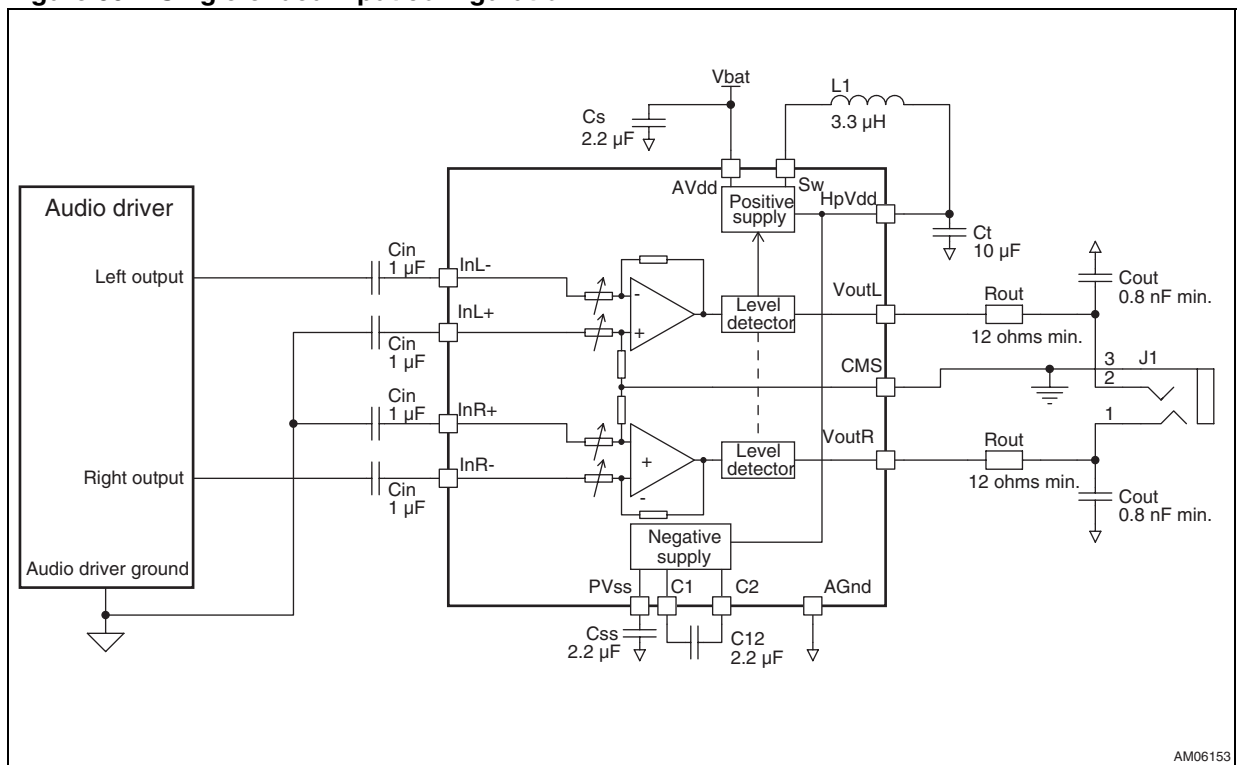 Vbat
L1
3.3 µH
Cs
2.2 µF
AVdd
Sw
HpVdd
Positive
supply
Ct
10 µF
Audio driver
Left output
Cin
1 µF
InL-
-
Level
detector
VoutL
Rout
12 ohms min.
Cout
0.8 nF min.
Cin
1 µF
InL+
+
CMS
3
J1
2
Cin
1 µF
InR+
+
Level
detector
VoutR
1
Rout
12 ohms min.
Right output
Cin
1 µF
InR-
-
Cout
0.8 nF min.
Negative
supply
Audio driver ground
PVss
C1
C2
AGnd
Css
2.2 µF
C12
2.2 µF
AM06153